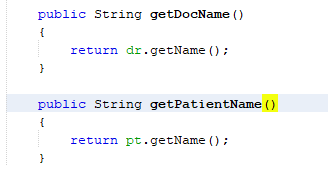 public String getDocName()
{
return dr.getName();
}
public String getPatientName()
{
return pt.getName();
}